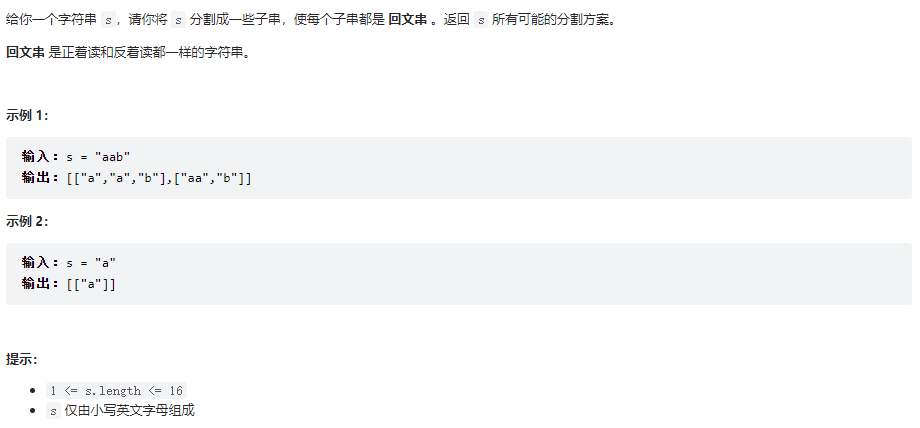 给你一个字符串 s，请你将 s 分割成一些子串，使每个子串都是 回文串 。返回 s 所有可能的分割方案。
回文串 是正着读和反着读都一样的字符串。
示例 1：
输入：s = "aab"
输出：[["a","a","b"],["aa","b"]]
示例 2：
输入：s = "a"
输出：[["a"]]
提示：
• 1 <= s.length <= 16
• s 仅由小写英文字母组成